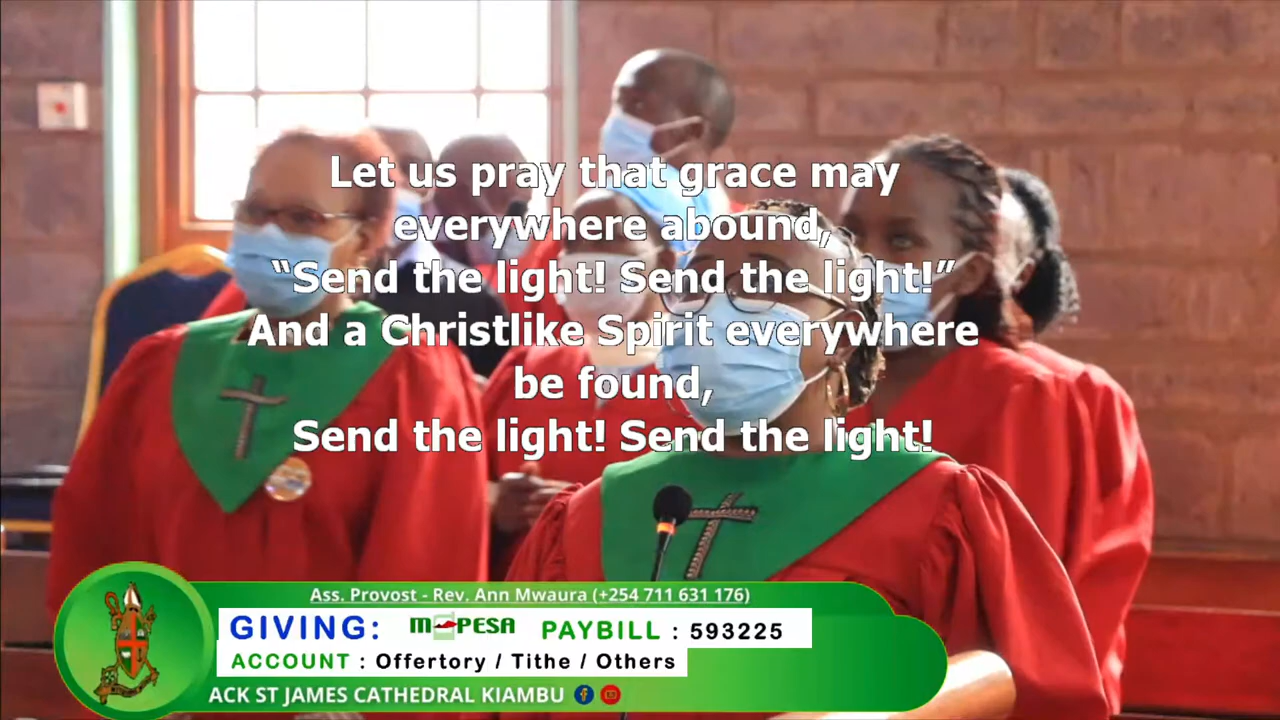 Let us pray that grace may
everywhere abound,
“Send the light! Send the light!”
And a Christlike Spirit everywhere
be found,
Send the light! Send the light!
Ass. Provost - Rev. Ann Mwaura (+254 711 631 176)
GIVING: M-PESA PAYBILL : 593225
ACCOUNT : Offertory / Tithe / Others
ACK ST JAMES CATHEDRAL KIAMBU